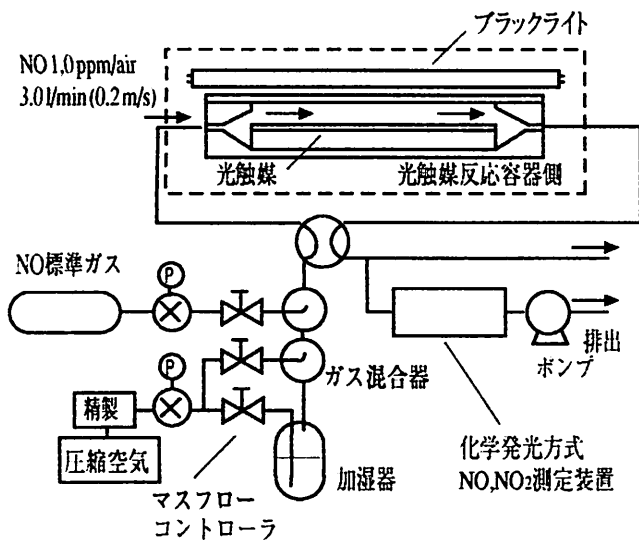 ブラックライト
NO 1,0 ppm/air
3.0 l/min (0.2 m/s)
光触媒
光触媒反応容器側
NO標準ガス
P
P
ガス混合器
排出
ポンプ
精製
圧縮空気
加湿器
マスフロー
コントローラ
化学発光方式
NO,NO₂測定装置